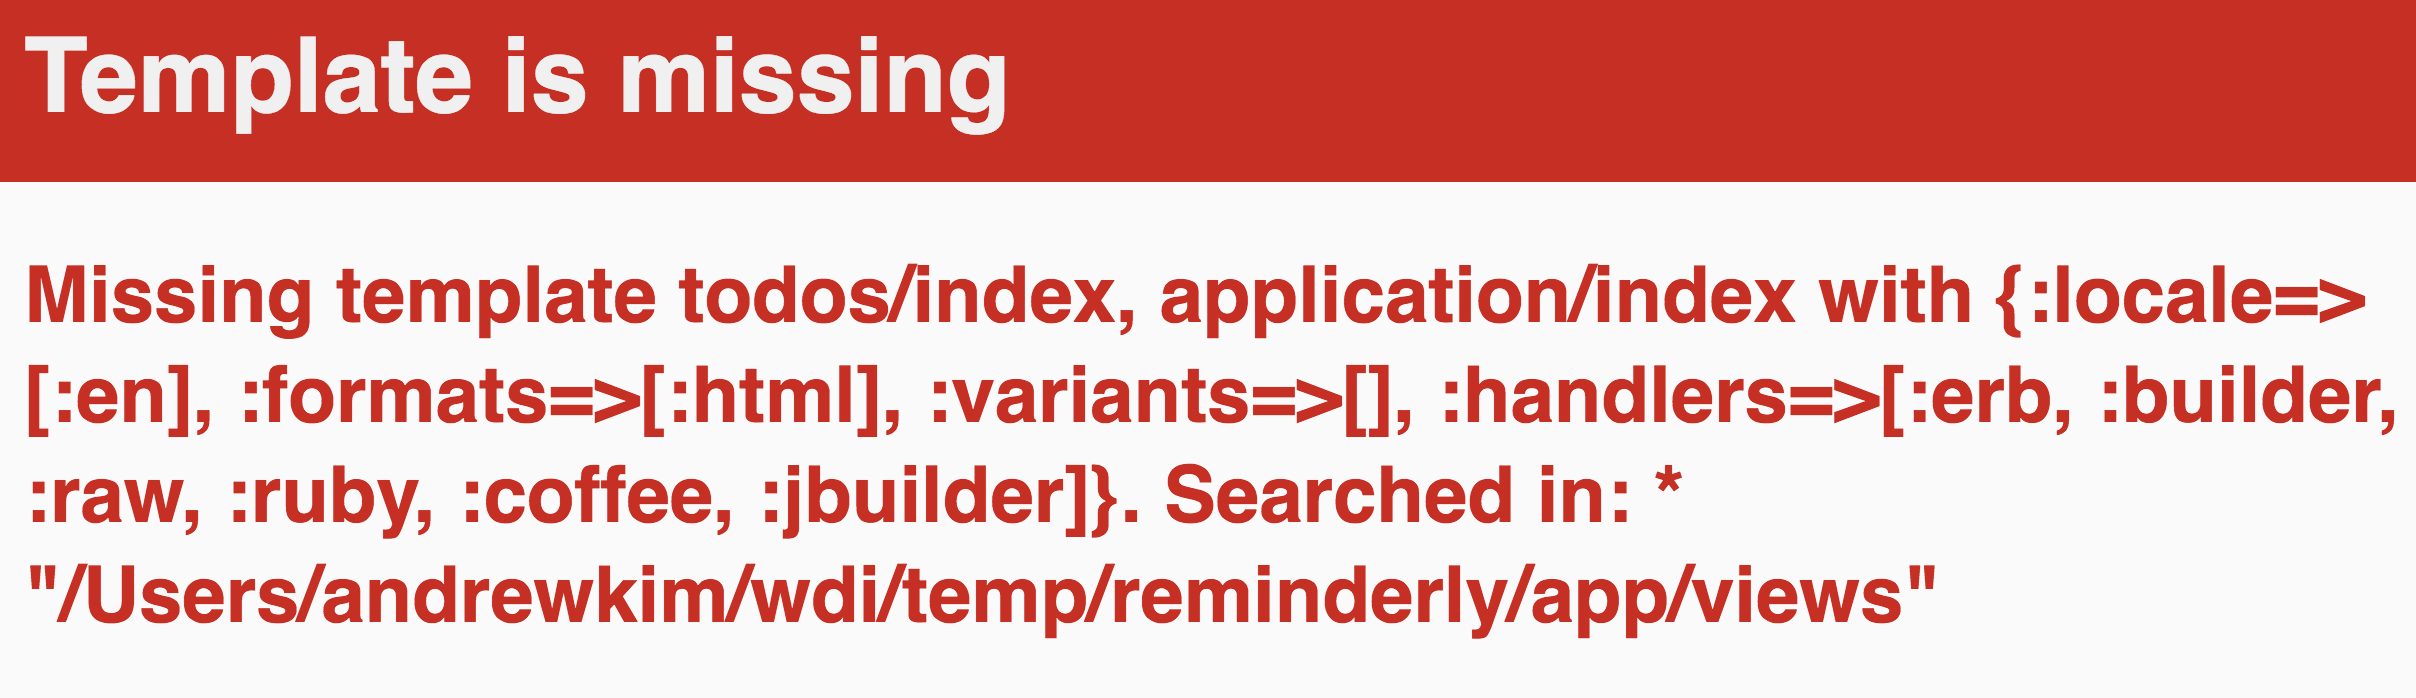 Template is missing
Missing template todos/index, application/index with {:locale=>
[:en], :formats=>[:html], :variants=>[], :handlers=>[:erb, :builder,
:raw, :ruby, :coffee, :jbuilder]}. Searched in: *
"/Users/andrewkim/wdi/temp/reminderly/app/views"